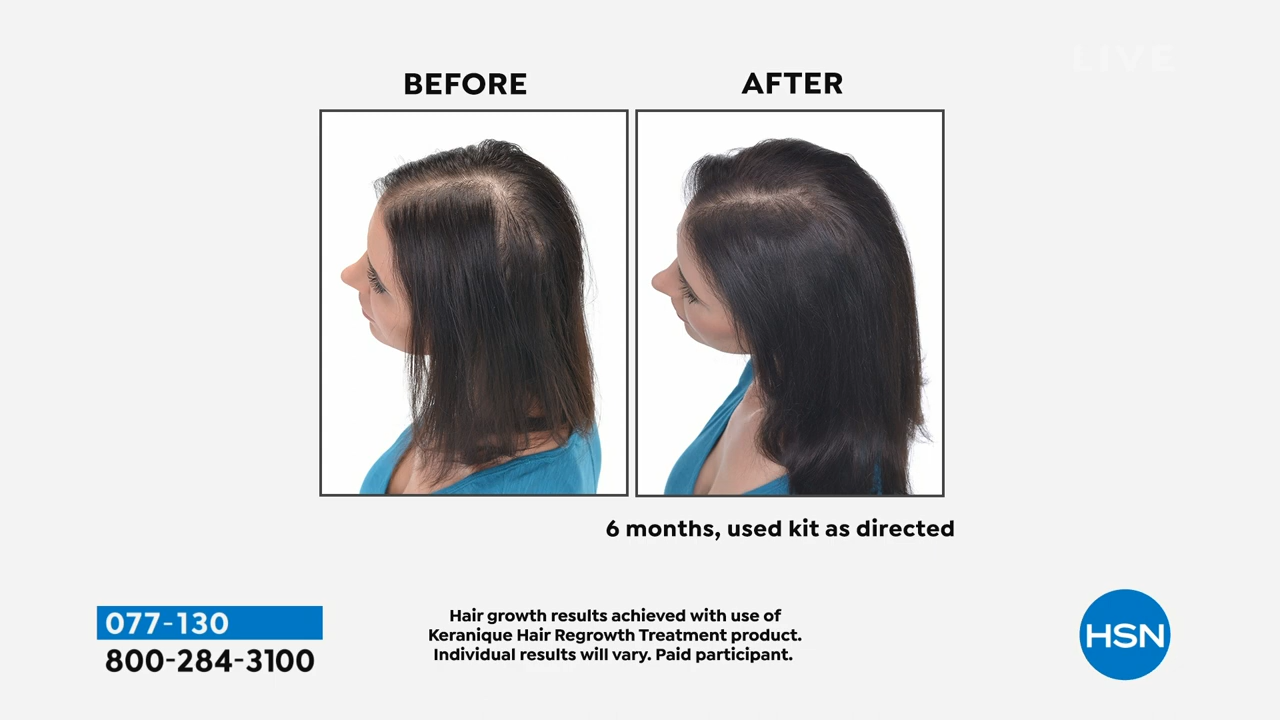 LIVE
BEFORE
AFTER
6 months, used kit as directed
077-130
800-284-3100
Hair growth results achieved with use of
Keranique Hair Regrowth Treatment product.
Individual results will vary. Paid participant.
HSN